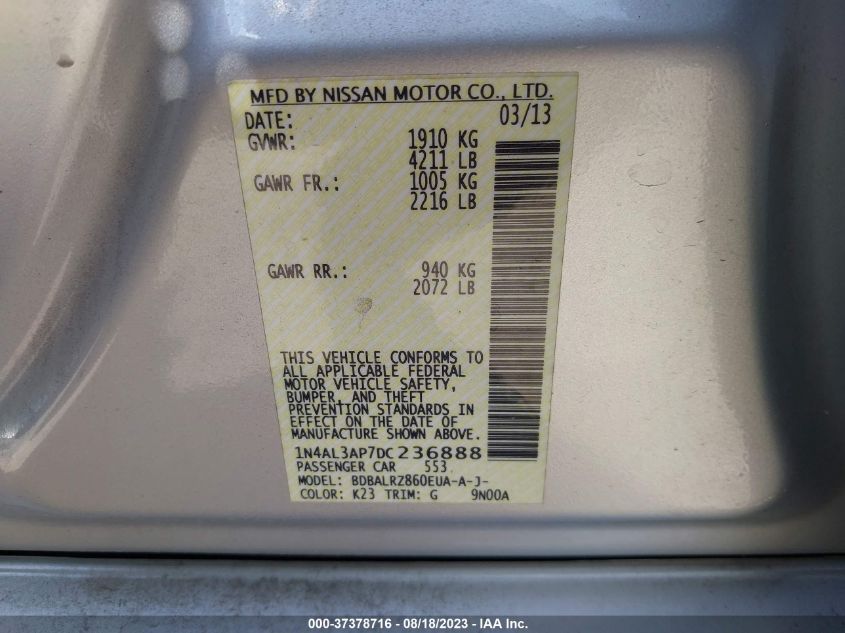 MFD BY NISSAN MOTOR CO., LTD.
DATE: 03/13
GVWR: 1910 KG
4211 LB
GAWR FR.: 1005 KG
2216 LB
GAWR RR.: 940 KG
2072 LB
THIS VEHICLE CONFORMS TO
ALL APPLICABLE FEDERAL
MOTOR VEHICLE SAFETY,
BUMPER, AND THEFT
PREVENTION STANDARDS IN
EFFECT ON THE DATE OF
MANUFACTURE SHOWN ABOVE.
1N4AL3AP7DC236888
PASSENGER CAR 553
MODEL: BDBALRZ860EUA-A-J-
COLOR: K23 TRIM: G 9N00A
000-37378716 - 08/18/2023 - IAA Inc.